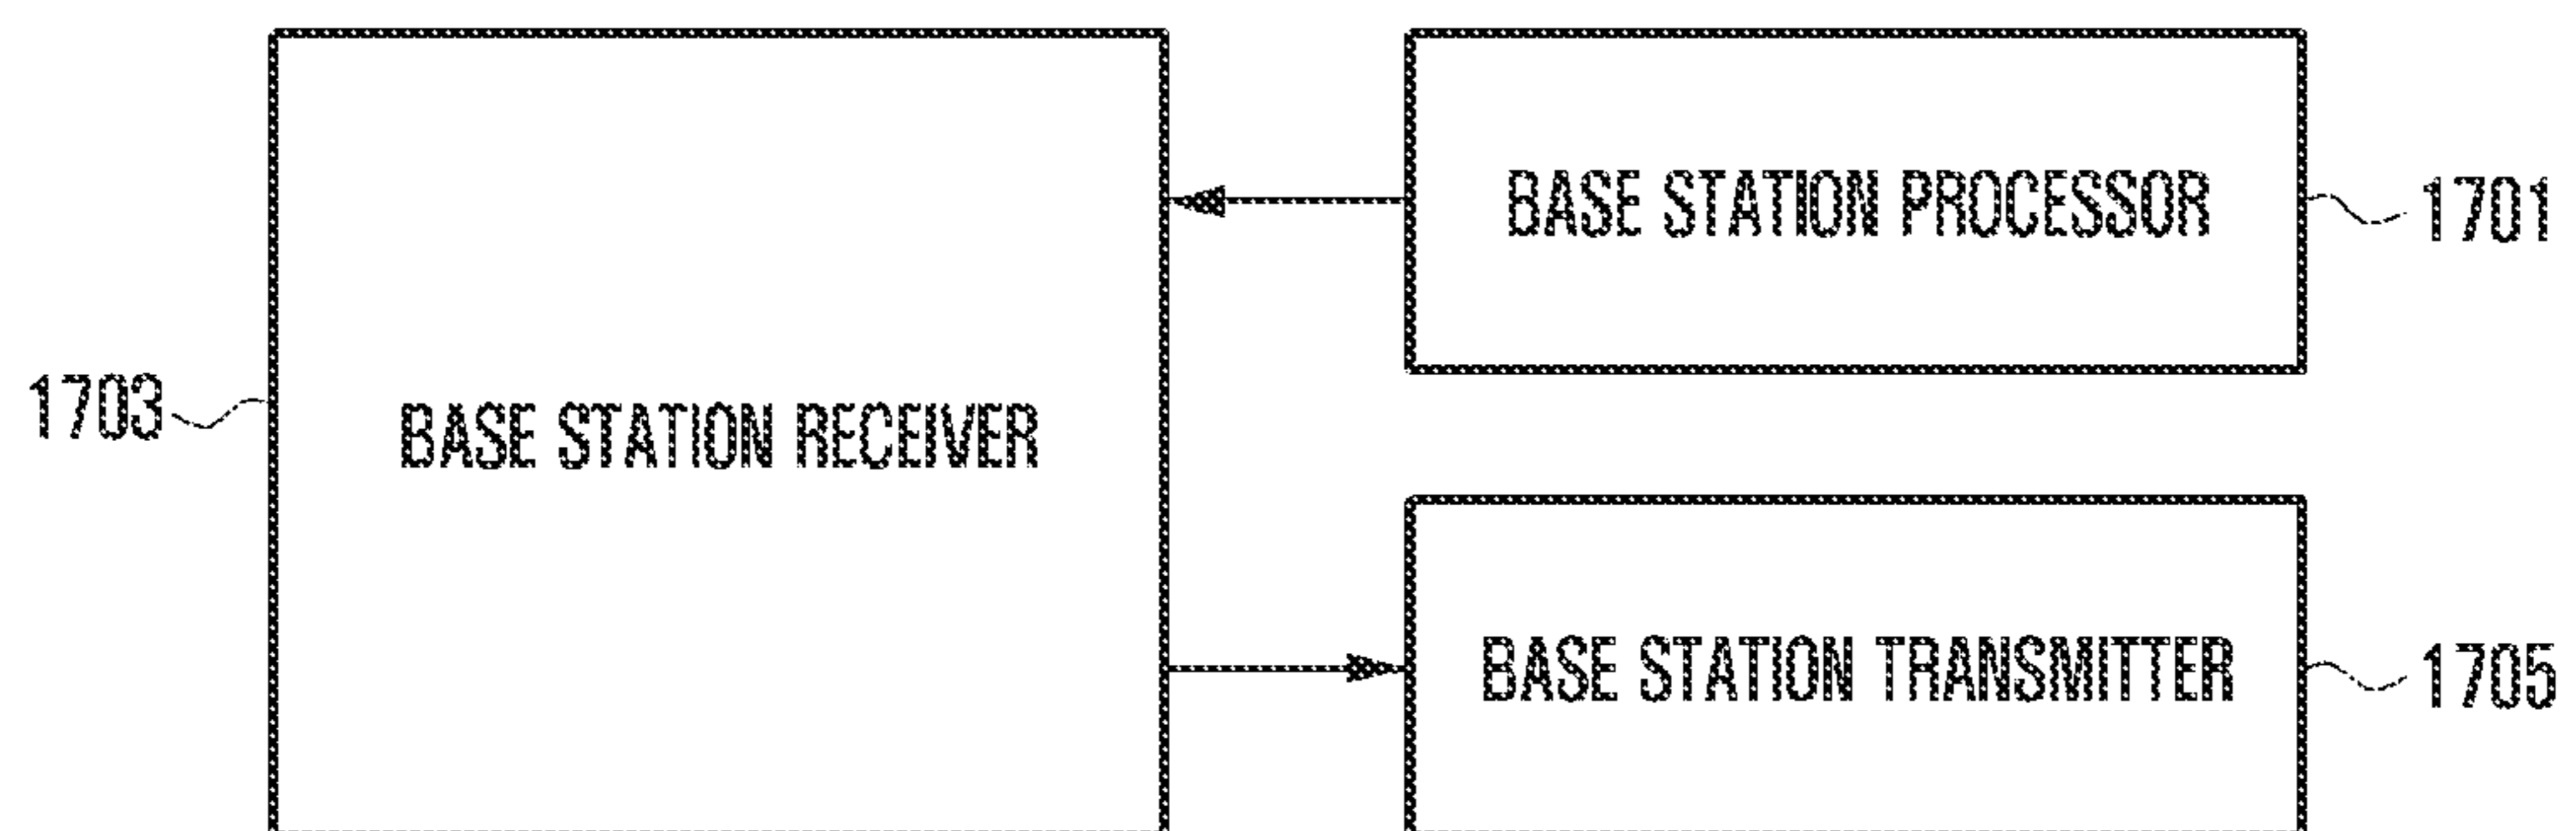 BASE STATION PROCESSOR
1701
1703
BASE STATION RECEIVER
BASE STATION TRANSMITTER
1705